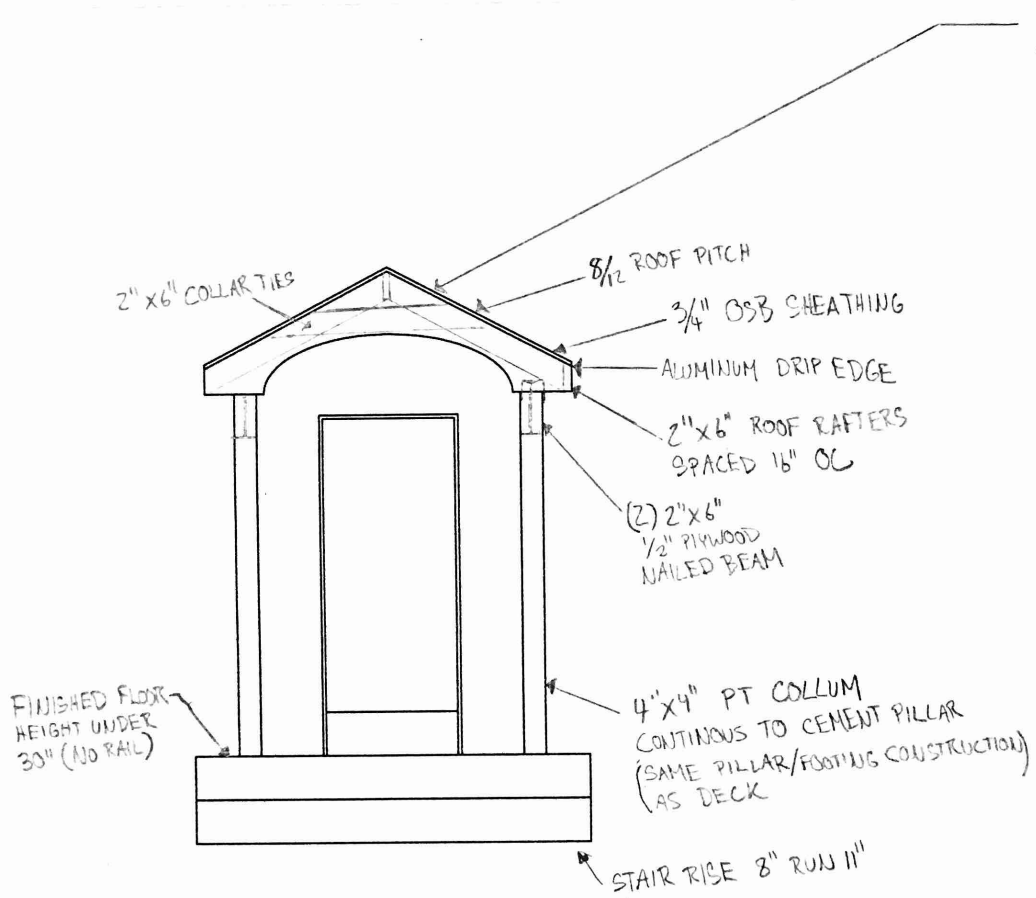 8/12 ROOF PITCH
2"X6" COLLAR TIES
3/4" OSB SHEATHING
ALUMINUM DRIP EDGE
2"X6" ROOF RAFTERS
SPACED 16" OC
(2) 2"X6"
1/2" PLYWOOD
NAILED BEAM
FINISHED FLOOR
HEIGHT UNDER
30" (NO RAIL)
4"X4" PT COLLUM
CONTINOUS TO CEMENT PILLAR
(SAME PILLAR/FOOTING CONSTRUCTION)
(AS DECK
STAIR RISE 8" RUN 11"